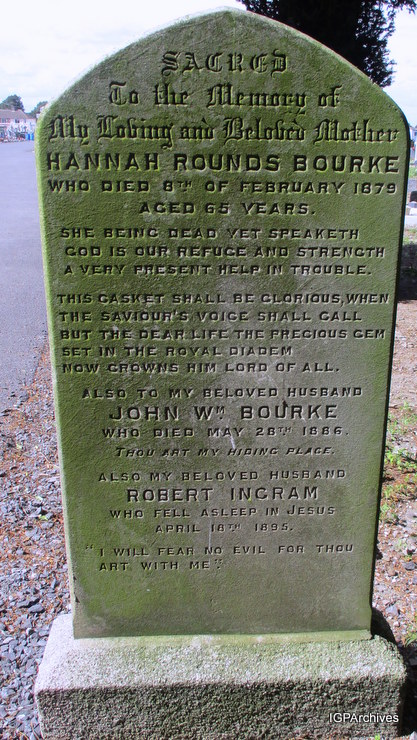 SACRED
To the Memory of
My Loving and Beloved Mother
HANNAH ROUNDS BOURKE
WHO DIED 8TH OF FEBRUARY 1879
AGED 65 YEARS.
SHE BEING DEAD YET SPEAKETH
GOD IS OUR REFUGE AND STRENGTH
A VERY PRESENT HELP IN TROUBLE.
THIS CASKET SHALL BE GLORIOUS, WHEN
THE SAVIOUR'S VOICE SHALL CALL
BUT THE DEAR LIFE THE PRECIOUS GEM
SET IN THE ROYAL DIADEM
NOW CROWNS HIM LORD OF ALL.
ALSO TO MY BELOVED HUSBAND
JOHN WM BOURKE
WHO DIED MAY 28TH 1886.
THOU ART MY HIDING PLACE.
ALSO MY BELOVED HUSBAND
ROBERT INGRAM
WHO FELL ASLEEP IN JESUS
APRIL 18TH 1895.
"I WILL FEAR NO EVIL FOR THOU
ART WITH ME".
IGPArchives